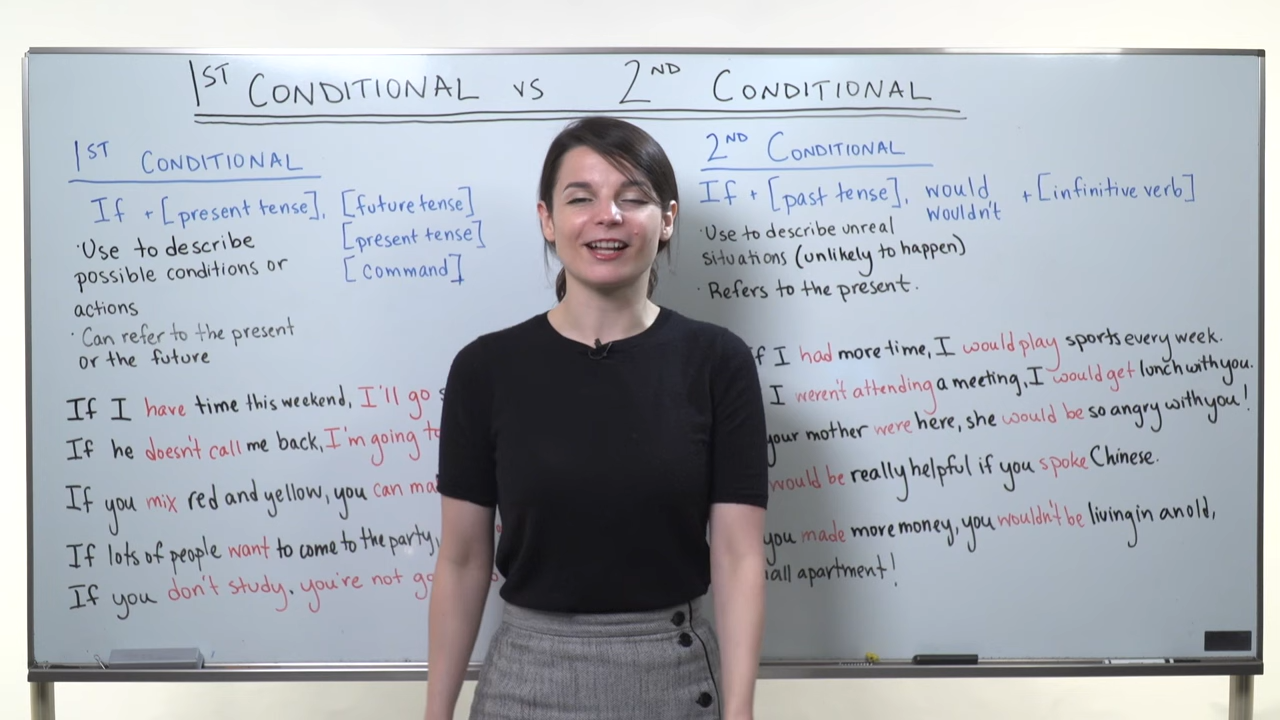 1ST CONDITIONAL vs 2ND CONDITIONAL
1ST CONDITIONAL
If + [present tense], [future tense]
[present tense]
[command]
·Use to describe
possible conditions or
actions
·Can refer to the present
or the future
If I have time this weekend, I'll go
If he doesn't call me back, I'm going to
If you mix red and yellow, you can
If lots of people want to come to the party,
If you don't study, you're not
2ND CONDITIONAL
If + [past tense], would + [infinitive verb]
wouldn't
·Use to describe unreal
situations (unlikely to happen)
·Refers to the present.
I had more time, I would play sports every week.
I weren't attending a meeting, I would get lunch with you.
your mother were here, she would be so angry with you!
would be really helpful if you spoke Chinese.
you made more money, you wouldn't be living in an old,
apartment!